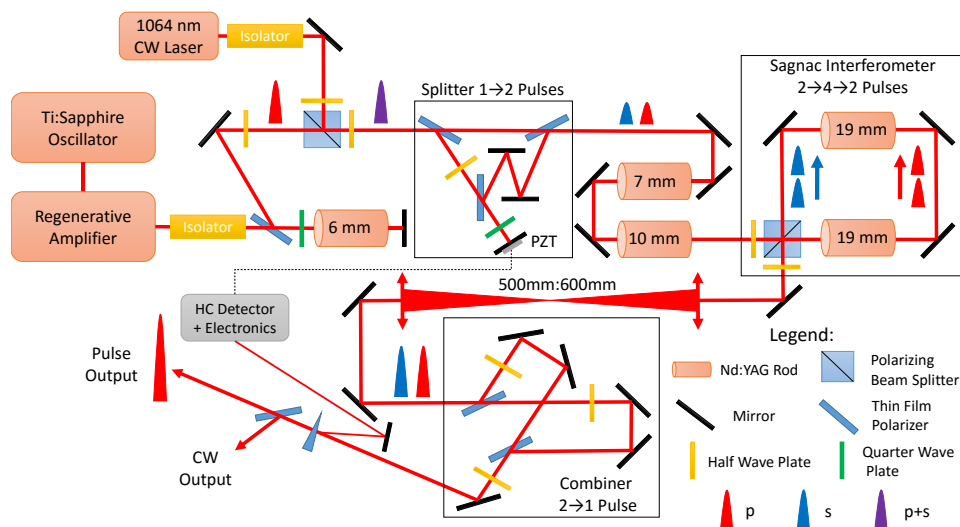 1064 nm
CW Laser
Isolator
Ti:Sapphire
Oscillator
Regenerative
Amplifier
Isolator
6 mm
Splitter 1→2 Pulses
PZT
7 mm
10 mm
Sagnac Interferometer
2→4→2 Pulses
19 mm
19 mm
500mm:600mm
HC Detector
+ Electronics
Pulse
Output
CW
Output
Combiner
2→1 Pulse
Legend:
Nd:YAG Rod
Polarizing
Beam Splitter
Mirror
Thin Film
Polarizer
Half Wave Plate
Quarter Wave
Plate
p
s
p+s